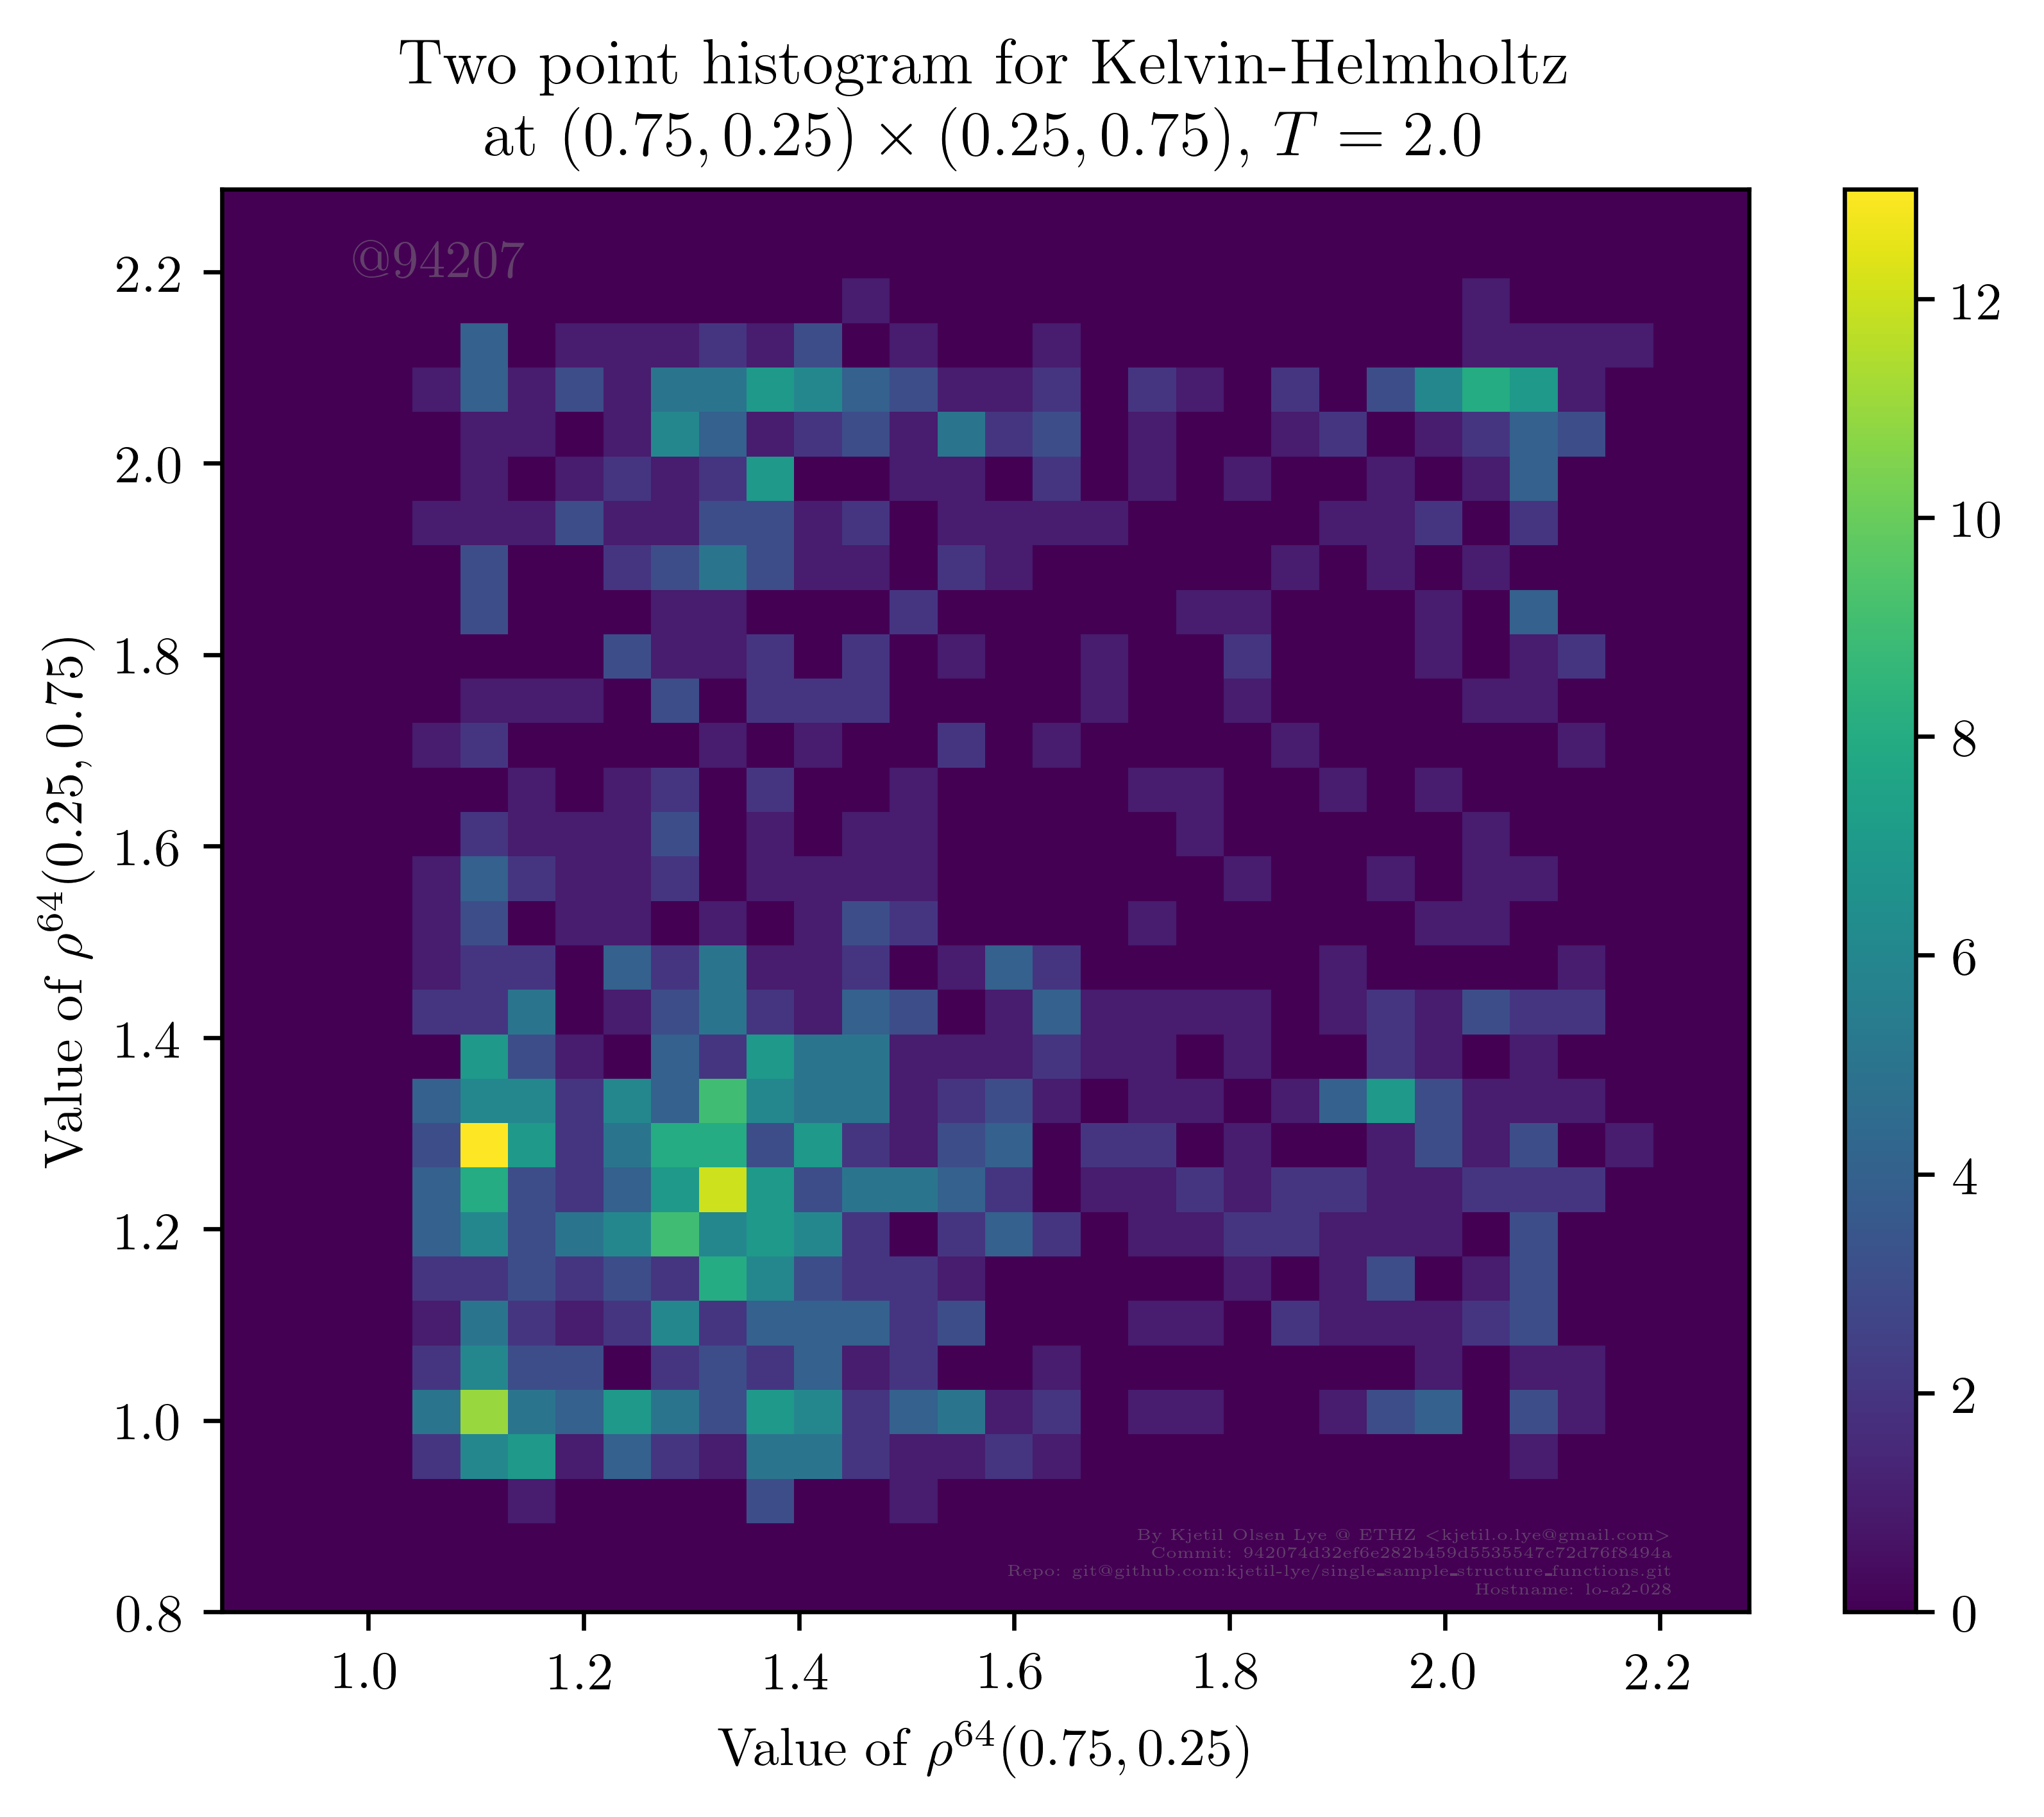 Two point histogram for Kelvin-Helmholtz
at (0.75, 0.25) × (0.25, 0.75), T = 2.0
@94207
2.2
2.0
1.8
1.6
1.4
1.2
1.0
0.8
Value of ρ^64(0.25, 0.75)
12
10
8
6
4
2
0
By Kjetil Olsen Lye @ ETHZ <kjetil.o.lye@gmail.com>
Commit: 942074d32ef6e282b459d5535547c72d76f8494a
Repo: git@github.com:kjetil-lye/single_sample_structure_functions.git
Hostname: lo-a2-028
1.0 1.2 1.4 1.6 1.8 2.0 2.2
Value of ρ^64(0.75, 0.25)